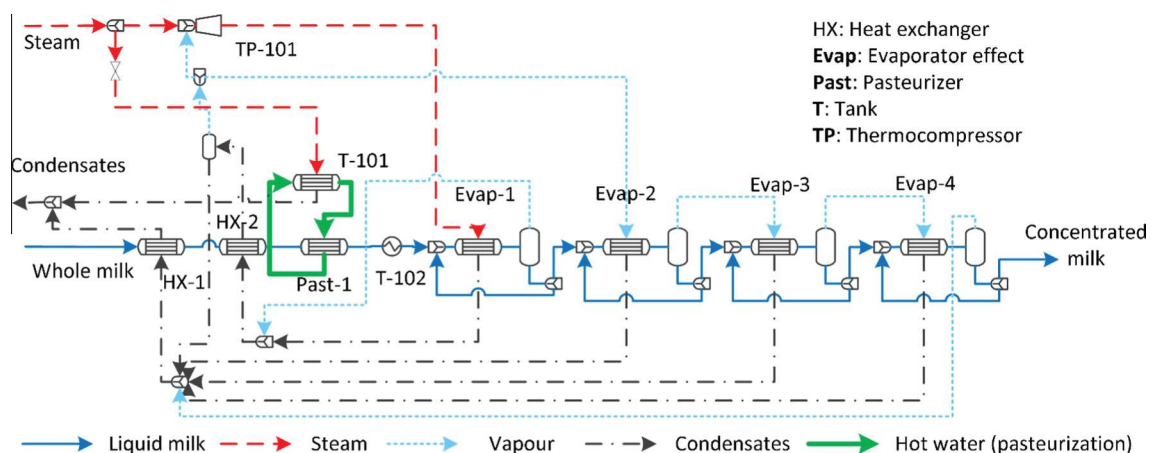 Steam
TP-101
HX: Heat exchanger
Evap: Evaporator effect
Past: Pasteurizer
T: Tank
TP: Thermocompressor
Condensates
T-101
Evap-1
Evap-2
Evap-3
Evap-4
HX-2
Whole milk
HX-1
Past-1
T-102
Concentrated
milk
Liquid milk
Steam
Vapour
Condensates
Hot water (pasteurization)